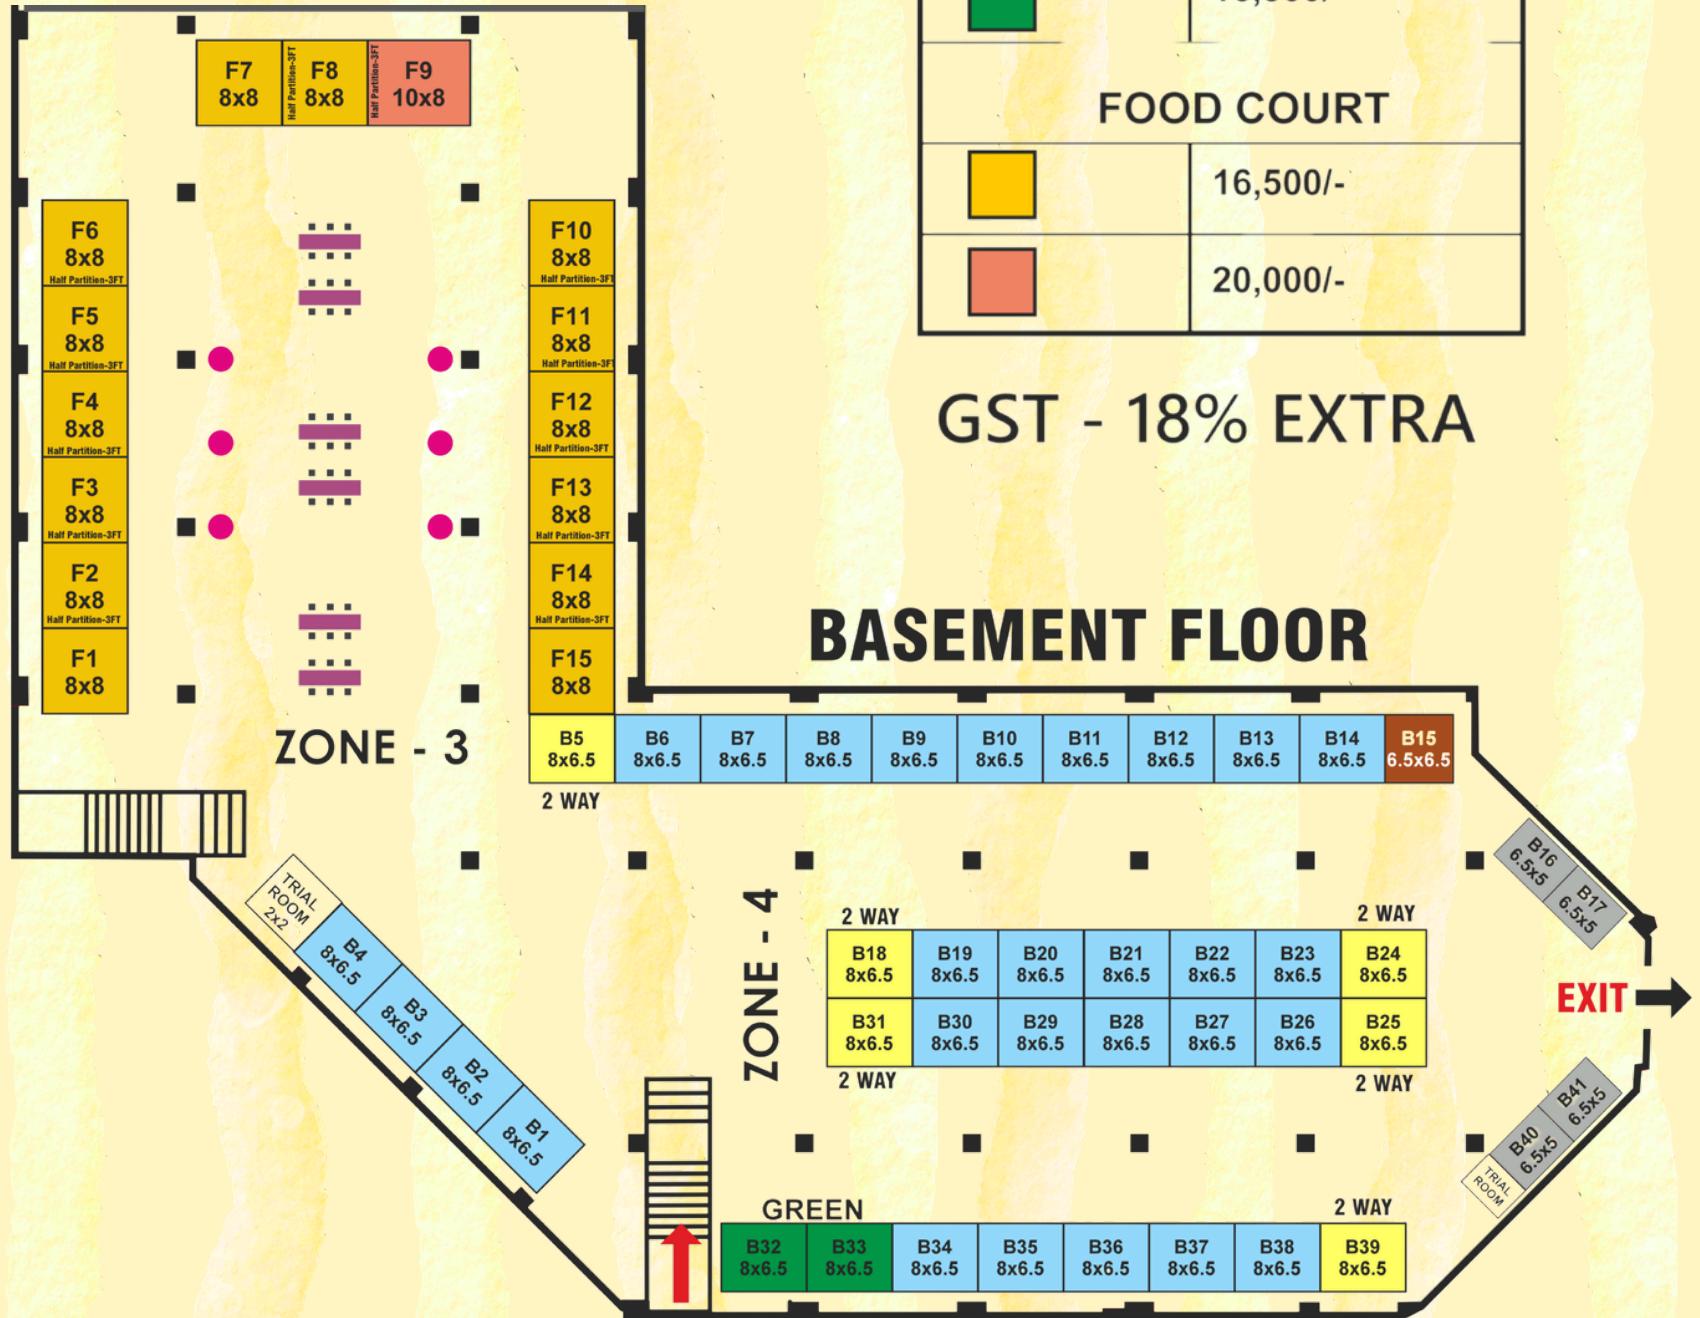 FOOD COURT
16,500/-
20,000/-
GST - 18% EXTRA
BASEMENT FLOOR
F7
8x8
Half Partition-3FT
F8
8x8
Half Partition-3FT
F9
10x8
F6
8x8
Half Partition-3FT
F5
8x8
Half Partition-3FT
F4
8x8
Half Partition-3FT
F3
8x8
Half Partition-3FT
F2
8x8
Half Partition-3FT
F1
8x8
F10
8x8
Half Partition-3FT
F11
8x8
Half Partition-3FT
F12
8x8
Half Partition-3FT
F13
8x8
Half Partition-3FT
F14
8x8
Half Partition-3FT
F15
8x8
ZONE - 3
B5
8x6.5
2 WAY
B6
8x6.5
B7
8x6.5
B8
8x6.5
B9
8x6.5
B10
8x6.5
B11
8x6.5
B12
8x6.5
B13
8x6.5
B14
8x6.5
B15
6.5x6.5
B16
6.5x5
B17
6.5x5
EXIT
TRIAL
ROOM
2x2
B4
8x6.5
B3
8x6.5
B2
8x6.5
B1
8x6.5
ZONE - 4
2 WAY
2 WAY
B18
8x6.5
B19
8x6.5
B20
8x6.5
B21
8x6.5
B22
8x6.5
B23
8x6.5
B24
8x6.5
B31
8x6.5
B30
8x6.5
B29
8x6.5
B28
8x6.5
B27
8x6.5
B26
8x6.5
B25
8x6.5
2 WAY
2 WAY
B41
6.5x5
B40
6.5x5
TRIAL
ROOM
GREEN
2 WAY
B32
8x6.5
B33
8x6.5
B34
8x6.5
B35
8x6.5
B36
8x6.5
B37
8x6.5
B38
8x6.5
B39
8x6.5